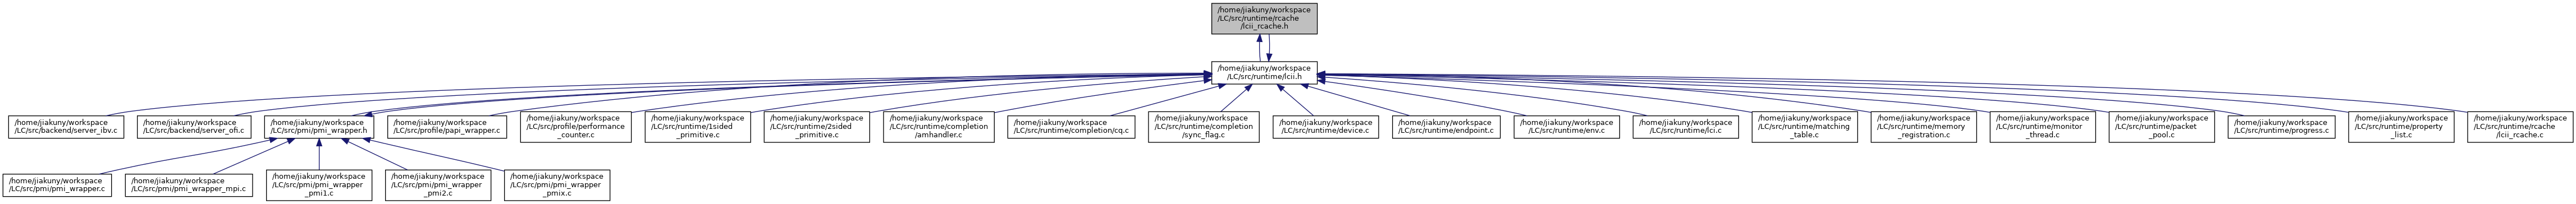 /home/jiakuny/workspace
/LC/src/runtime/rcache
/lcii_rcache.h
/home/jiakuny/workspace
/LC/src/runtime/lcii.h
/home/jiakuny/workspace
/LC/src/backend/server_ibv.c
/home/jiakuny/workspace
/LC/src/backend/server_ofi.c
/home/jiakuny/workspace
/LC/src/pmi/pmi_wrapper.h
/home/jiakuny/workspace
/LC/src/profile/papi_wrapper.c
/home/jiakuny/workspace
/LC/src/profile/performance
_counter.c
/home/jiakuny/workspace
/LC/src/runtime/1sided
_primitive.c
/home/jiakuny/workspace
/LC/src/runtime/2sided
_primitive.c
/home/jiakuny/workspace
/LC/src/runtime/completion
/amhandler.c
/home/jiakuny/workspace
/LC/src/runtime/completion/cq.c
/home/jiakuny/workspace
/LC/src/runtime/completion
/sync_flag.c
/home/jiakuny/workspace
/LC/src/runtime/device.c
/home/jiakuny/workspace
/LC/src/runtime/endpoint.c
/home/jiakuny/workspace
/LC/src/runtime/env.c
/home/jiakuny/workspace
/LC/src/runtime/lci.c
/home/jiakuny/workspace
/LC/src/runtime/matching
_table.c
/home/jiakuny/workspace
/LC/src/runtime/memory
_registration.c
/home/jiakuny/workspace
/LC/src/runtime/monitor
_thread.c
/home/jiakuny/workspace
/LC/src/runtime/packet
_pool.c
/home/jiakuny/workspace
/LC/src/runtime/progress.c
/home/jiakuny/workspace
/LC/src/runtime/property
_list.c
/home/jiakuny/workspace
/LC/src/runtime/rcache
/lcii_rcache.c
/home/jiakuny/workspace
/LC/src/pmi/pmi_wrapper.c
/home/jiakuny/workspace
/LC/src/pmi/pmi_wrapper_mpi.c
/home/jiakuny/workspace
/LC/src/pmi/pmi_wrapper
_pmi1.c
/home/jiakuny/workspace
/LC/src/pmi/pmi_wrapper
_pmi2.c
/home/jiakuny/workspace
/LC/src/pmi/pmi_wrapper
_pmix.c